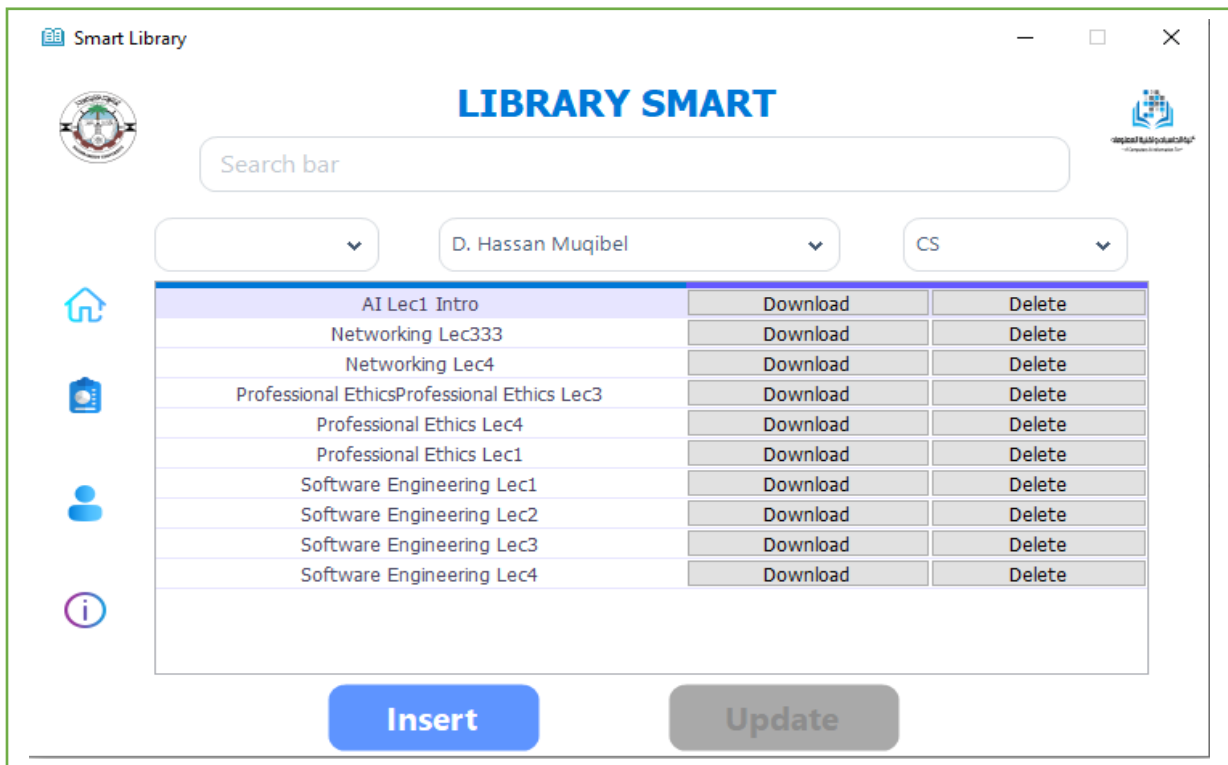 Smart Library
LIBRARY SMART
Search bar
D. Hassan Muqibel CS
AI Lec1 Intro Download Delete
Networking Lec333 Download Delete
Networking Lec4 Download Delete
Professional EthicsProfessional Ethics Lec3 Download Delete
Professional Ethics Lec4 Download Delete
Professional Ethics Lec1 Download Delete
Software Engineering Lec1 Download Delete
Software Engineering Lec2 Download Delete
Software Engineering Lec3 Download Delete
Software Engineering Lec4 Download Delete
Insert Update